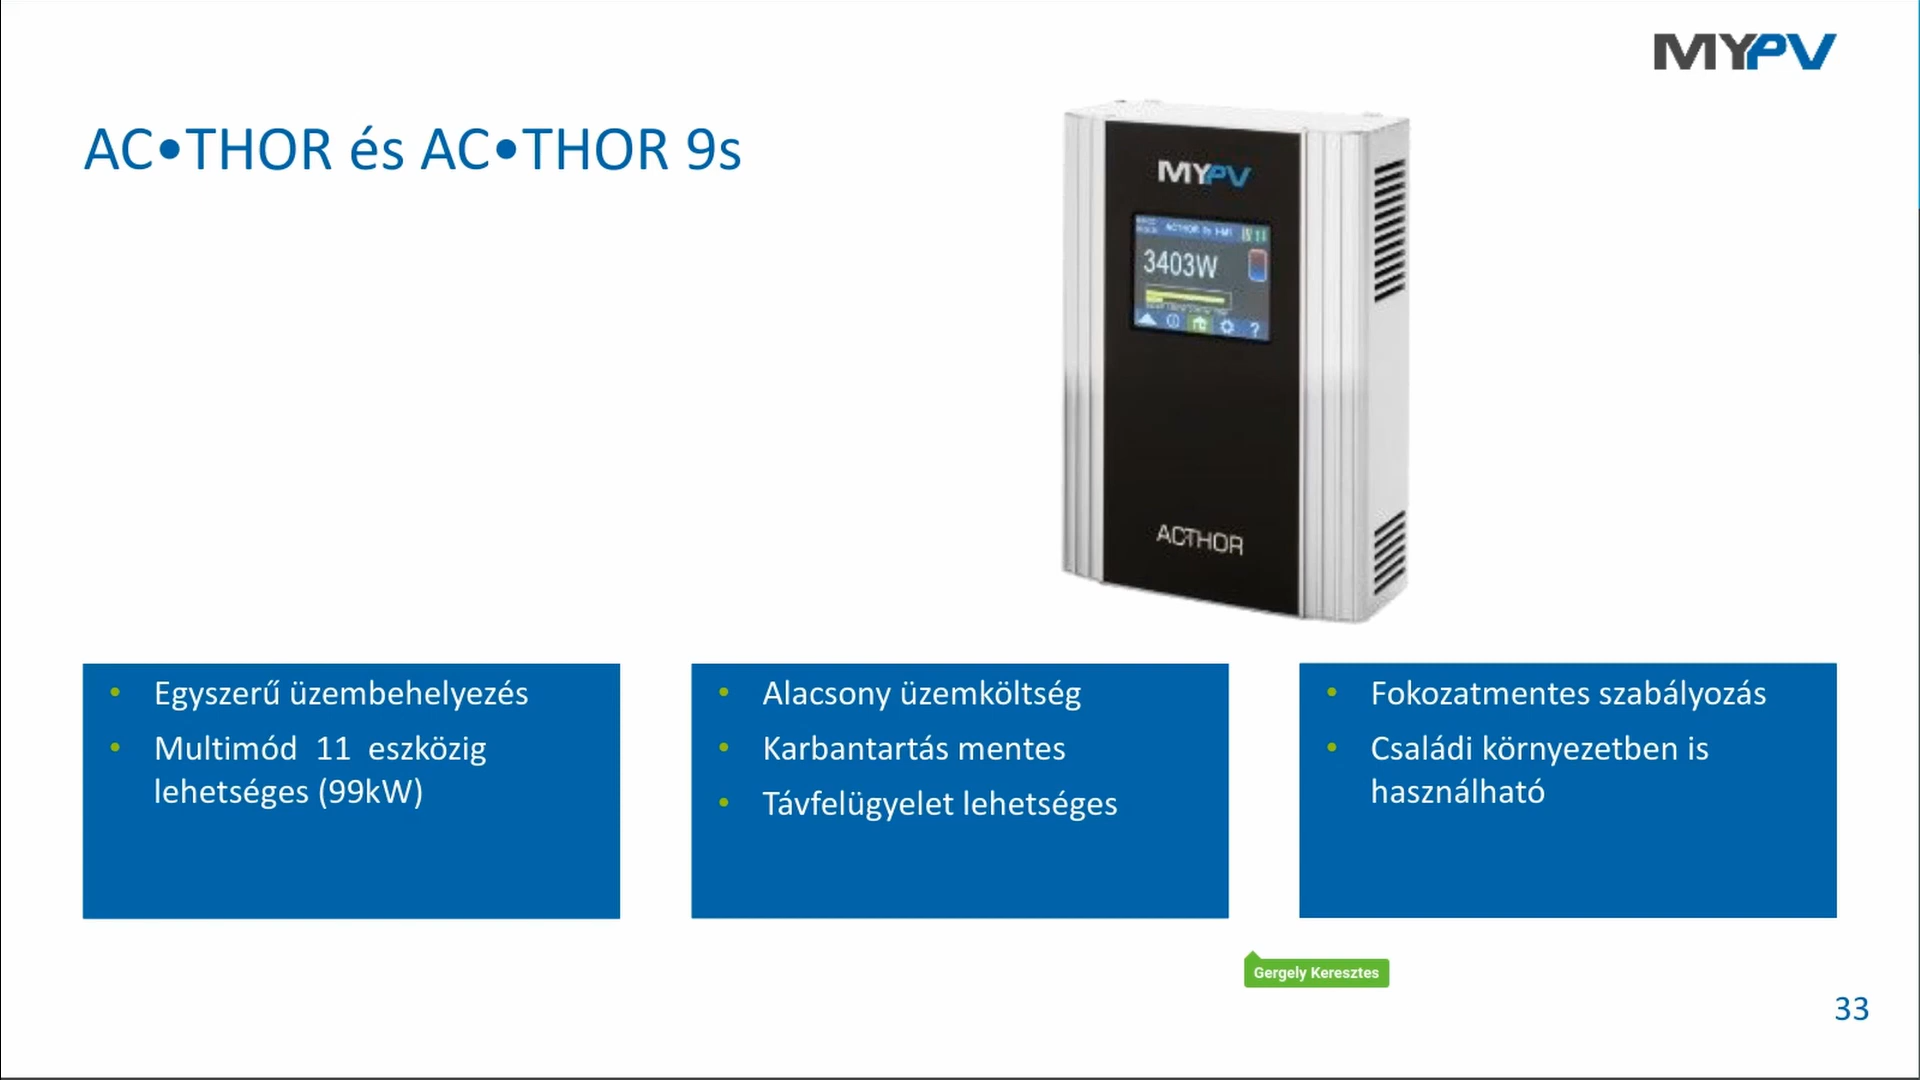 MYPV
AC•THOR és AC•THOR 9s
MYPV
3403W
?
ACTHOR
• Egyszerű üzembehelyezés
• Multimód 11 eszközig
lehetséges (99kW)
• Alacsony üzemköltség
• Karbantartás mentes
• Távfelügyelet lehetséges
• Fokozatmentes szabályozás
• Családi környezetben is
használható
Gergely Keresztes
33